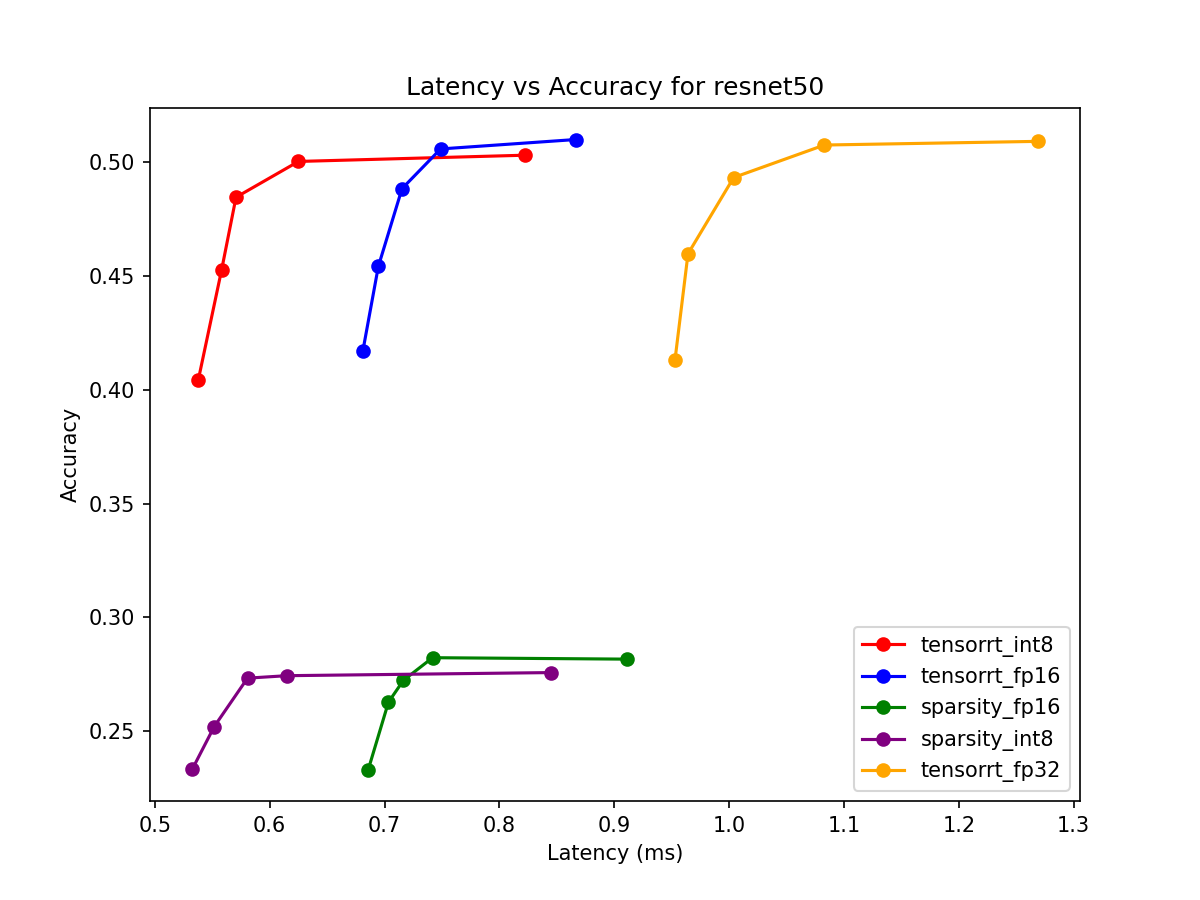 Latency vs Accuracy for resnet50
Accuracy
0.50
0.45
0.40
0.35
0.30
0.25
tensorrt_int8
tensorrt_fp16
sparsity_fp16
sparsity_int8
tensorrt_fp32
0.5 0.6 0.7 0.8 0.9 1.0 1.1 1.2 1.3
Latency (ms)